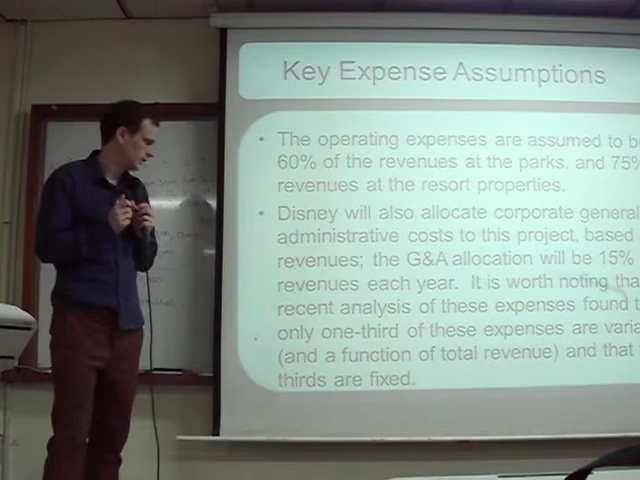 Key Expense Assumptions
• The operating expenses are assumed to b
60% of the revenues at the parks. and 75%
revenues at the resort properties.
• Disney will also allocate corporate general
administrative costs to this project, based
revenues; the G&A allocation will be 15%
revenues each year. It is worth noting tha
recent analysis of these expenses found t
only one-third of these expenses are varia
(and a function of total revenue) and that
thirds are fixed.